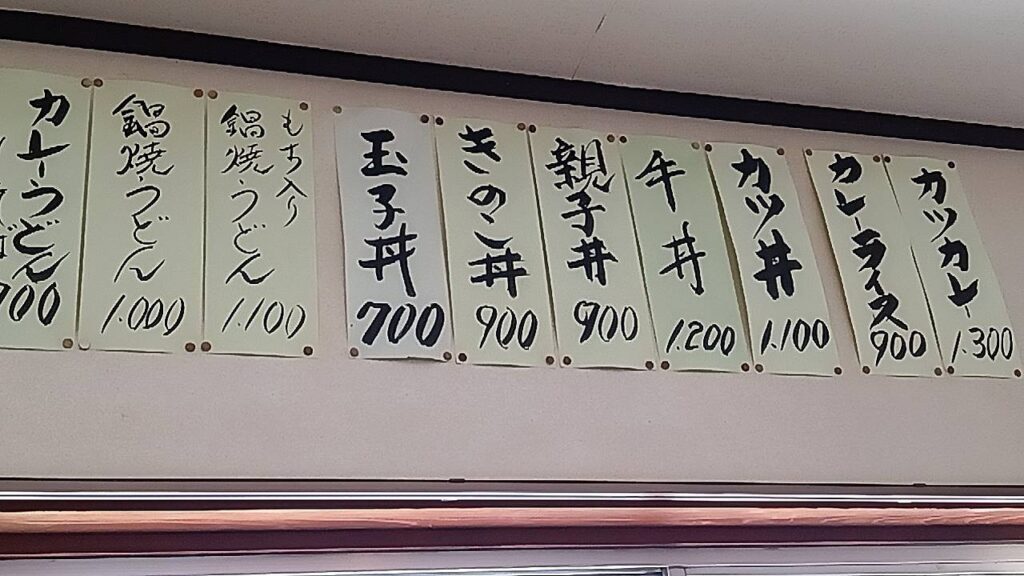 カレーうどん
900
鍋焼うどん
1.000
もち入り
鍋焼うどん
1.100
玉子丼
700
きのこ丼
900
親子丼
900
牛丼
1.200
カツ丼
1.100
カレーライス
900
カツカレー
1.300